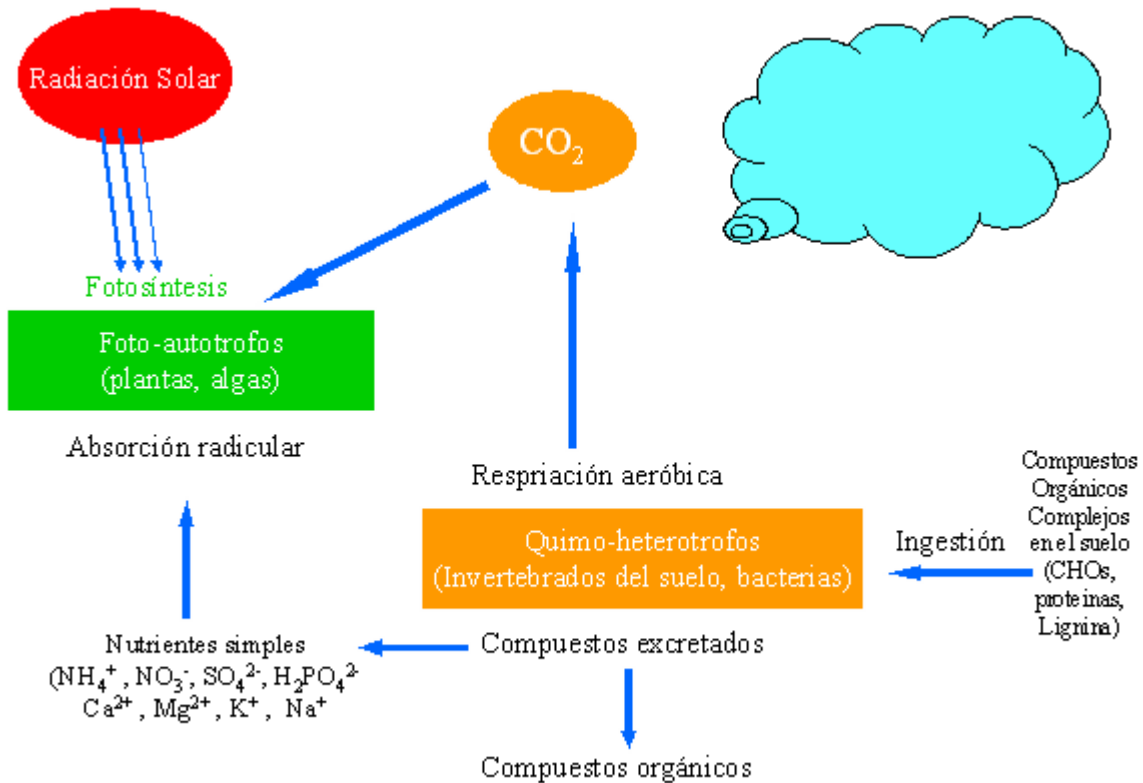 Radiación Solar
CO₂
Fotosíntesis
Foto-autotrofos
(plantas, algas)
Absorción radicular
Respriación aeróbica
Quimo-heterotrofos
(Invertebrados del suelo, bacterias)
Ingestión
Compuestos
Orgánicos
Complejos
en el suelo
(CHOs,
proteinas,
Lignina)
Nutrientes simples
(NH₄⁺, NO₃⁻, SO₄²⁻, H₂PO₄²⁻
Ca²⁺, Mg²⁺, K⁺, Na⁺
Compuestos excretados
Compuestos orgánicos